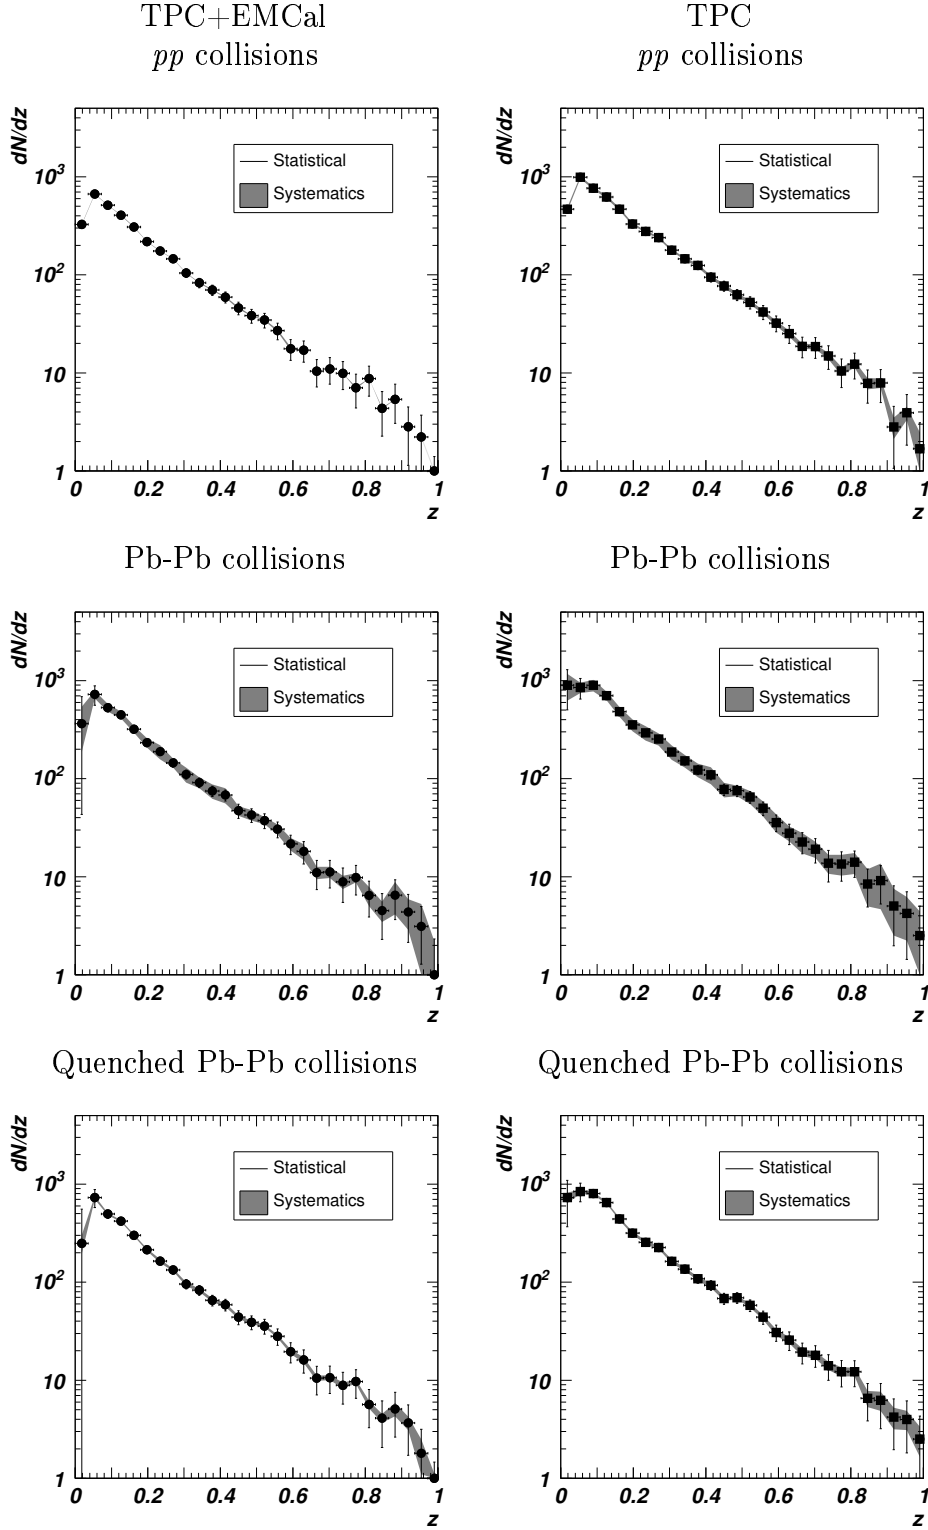 TPC+EMCal
pp collisions
dN/dz
10³
10²
10
1
Statistical
Systematics
0 0.2 0.4 0.6 0.8 1
z
TPC
pp collisions
dN/dz
10³
10²
10
1
Statistical
Systematics
0 0.2 0.4 0.6 0.8 1
z
Pb-Pb collisions
dN/dz
10³
10²
10
1
Statistical
Systematics
0 0.2 0.4 0.6 0.8 1
z
Pb-Pb collisions
dN/dz
10³
10²
10
1
Statistical
Systematics
0 0.2 0.4 0.6 0.8 1
z
Quenched Pb-Pb collisions
dN/dz
10³
10²
10
1
Statistical
Systematics
0 0.2 0.4 0.6 0.8 1
z
Quenched Pb-Pb collisions
dN/dz
10³
10²
10
1
Statistical
Systematics
0 0.2 0.4 0.6 0.8 1
z